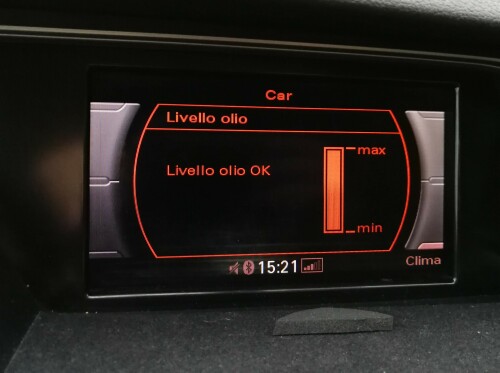 Car
Livello olio
max
Livello olio OK
min
15:21
Clima